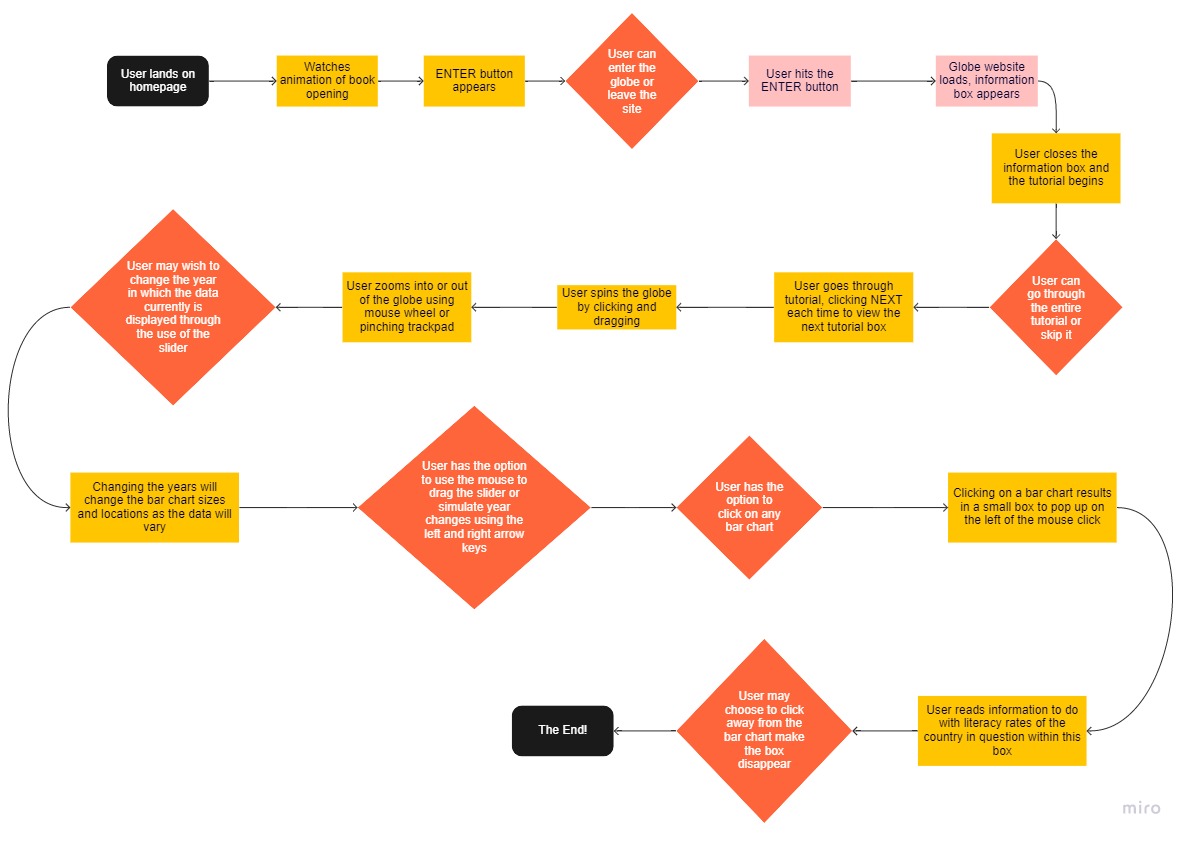 User lands on
homepage
Watches
animation of book
opening
ENTER button
appears
User can
enter the
globe or
leave the
site
User hits the
ENTER button
Globe website
loads, information
box appears
User closes the
information box and
the tutorial begins
User can
go through
the entire
tutorial or
skip it
User goes through
tutorial, clicking NEXT
each time to view the
next tutorial box
User spins the globe
by clicking and
dragging
User zooms into or out
of the globe using
mouse wheel or
pinching trackpad
User may wish to
change the year
in which the data
currently is
displayed through
the use of the
slider
Changing the years will
change the bar chart sizes
and locations as the data will
vary
User has the option
to use the mouse to
drag the slider or
simulate year
changes using the
left and right arrow
keys
User has the
option to
click on any
bar chart
Clicking on a bar chart results
in a small box to pop up on
the left of the mouse click
User reads information to do
with literacy rates of the
country in question within this
box
User may
choose to click
away from the
bar chart make
the box
disappear
The End!
miro